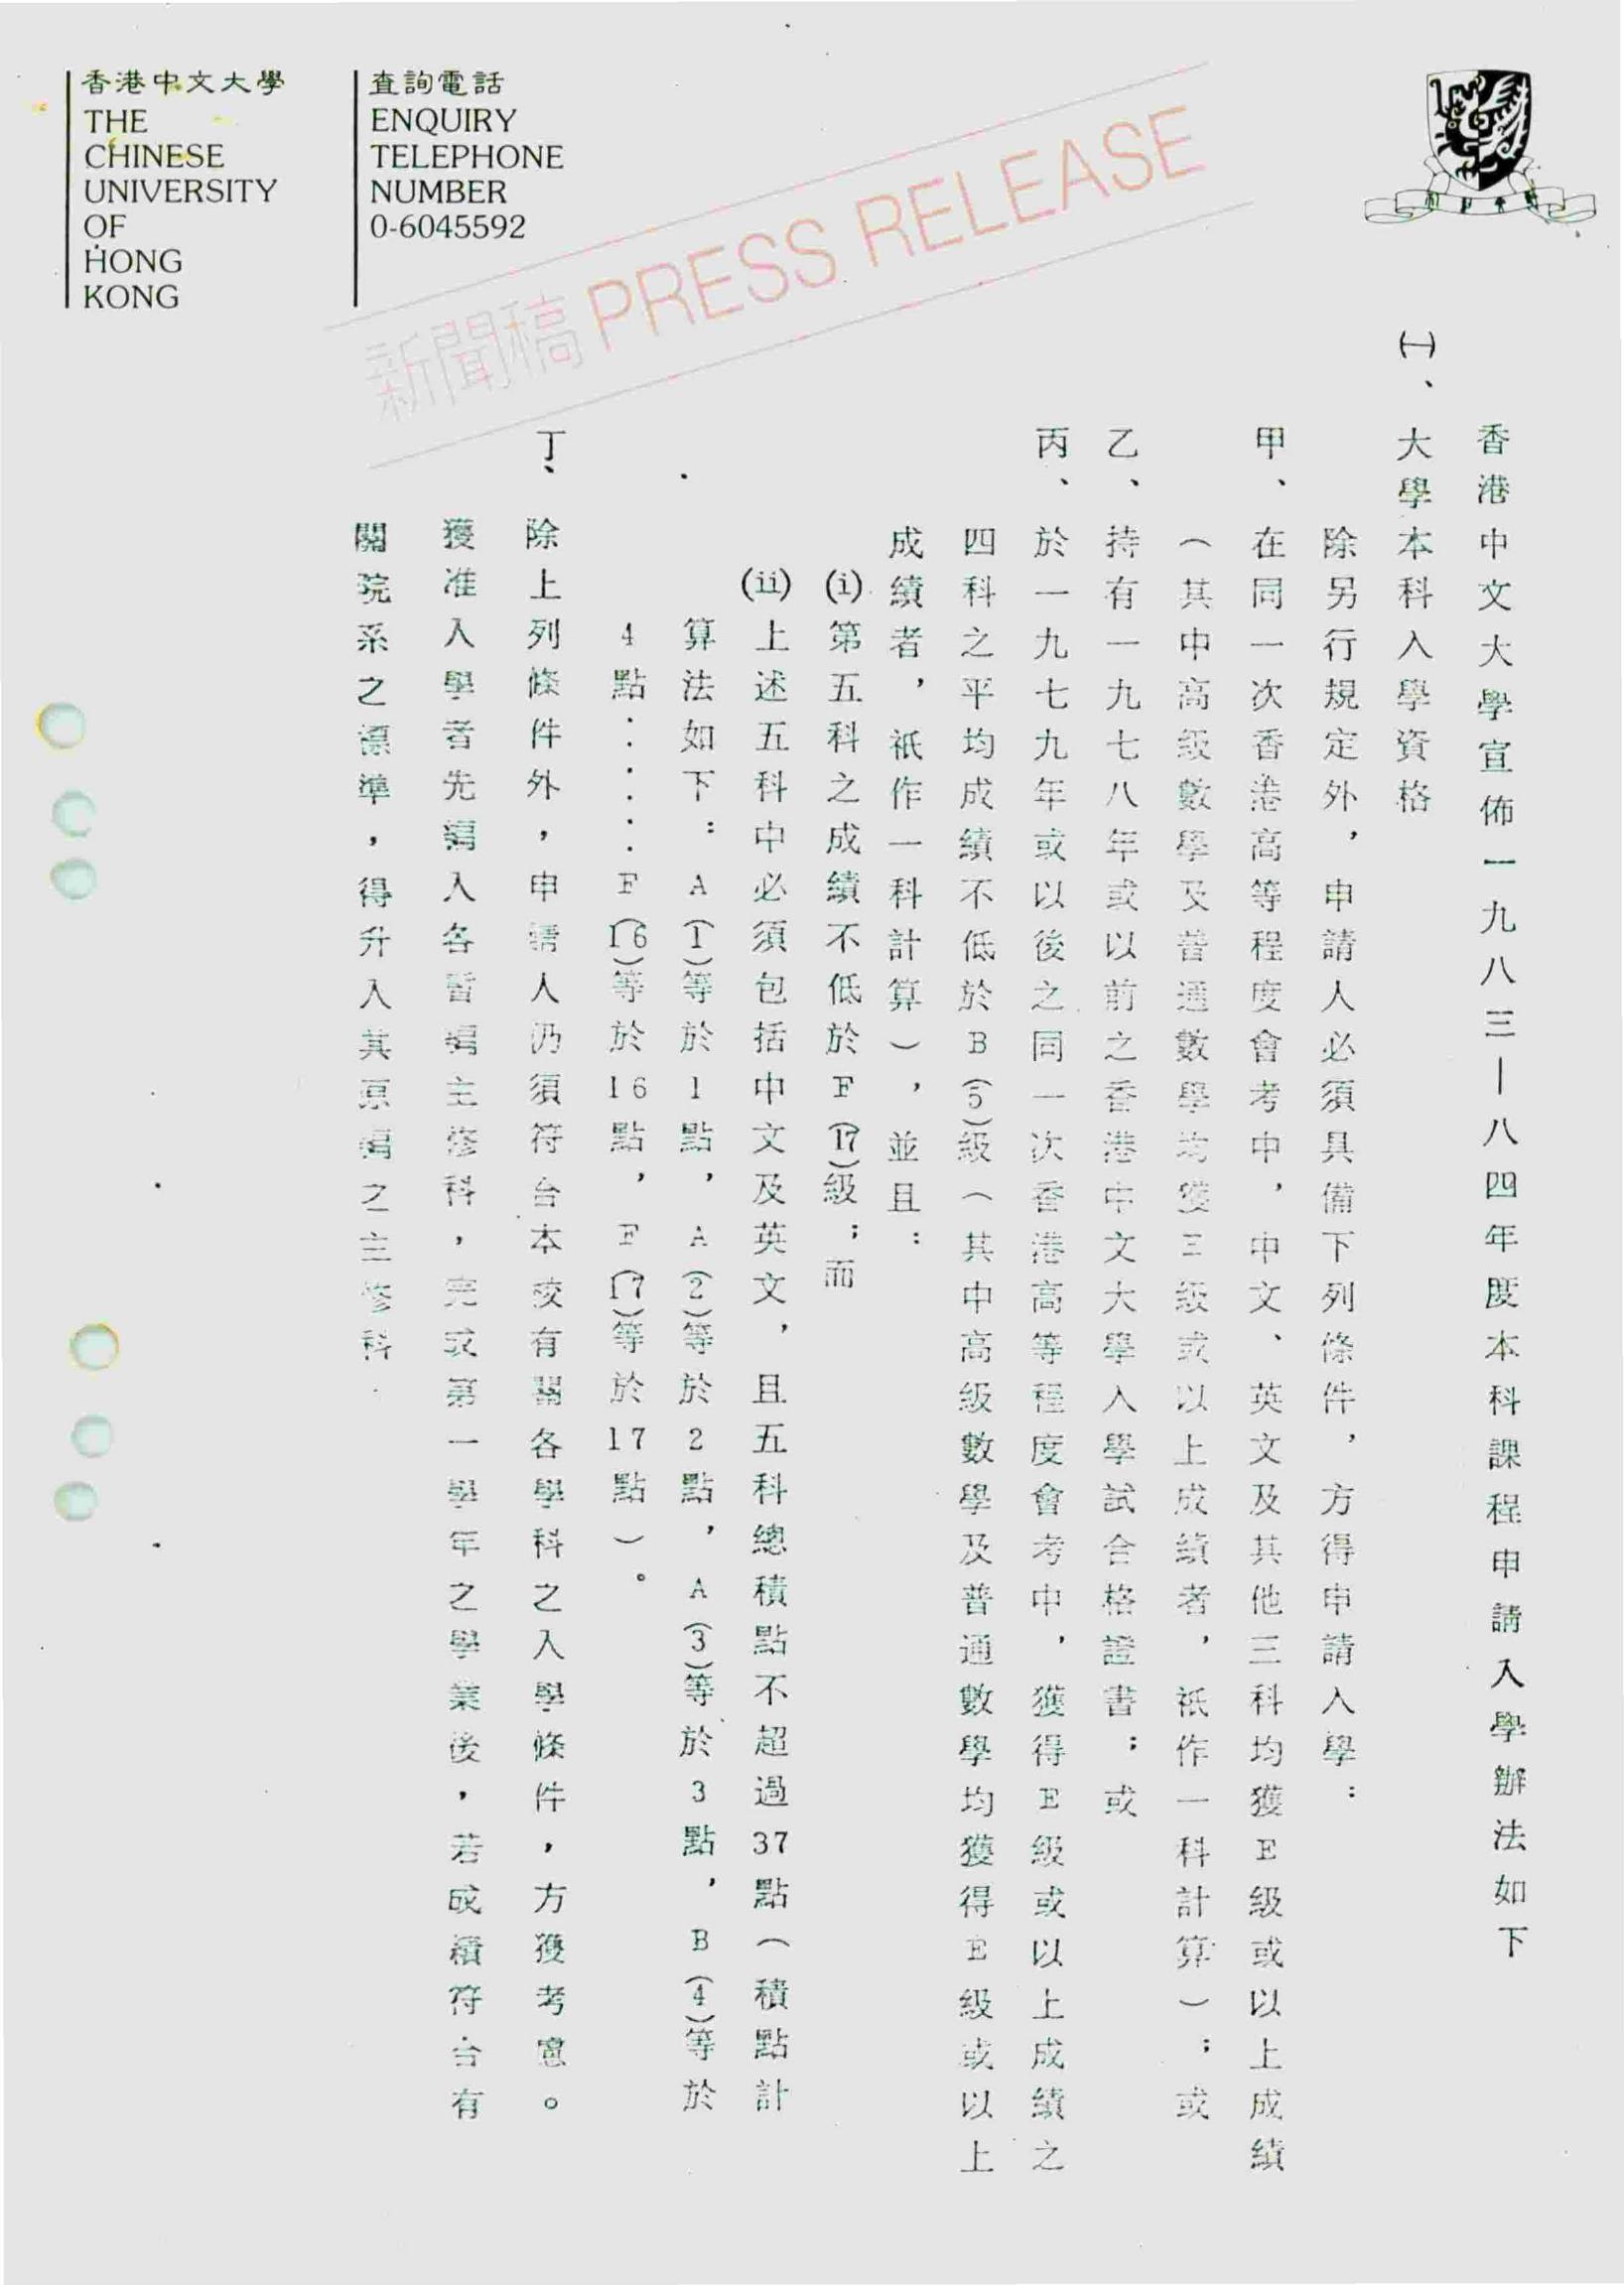 香港中文大學
THE
CHINESE
UNIVERSITY
OF
HONG
KONG
查詢電話
ENQUIRY
TELEPHONE
NUMBER
0-6045592
新聞稿 PRESS RELEASE
香港中文大學宣佈一九八三—八四年度本科課程申請入學辦法如下
㈠、大學本科入學資格
除另行規定外，申請人必須具備下列條件，方得申請入學：
甲、在同一次香港高等程度會考中，中文、英文及其他三科均獲E級或以上成績
（其中高級數學及普通數學均獲E級或以上成績者，祇作一科計算）；或
乙、持有一九七八年或以前之香港中文大學入學試合格證書；或
丙、於一九七九年或以後之同一次香港高等程度會考中，獲得E級或以上成績之
四科之平均成績不低於B(5)級（其中高級數學及普通數學均獲得E級或以上
成績者，祇作一科計算），並且：
(i)第五科之成績不低於F(17)級；而
(ii)上述五科中必須包括中文及英文，且五科總積點不超過37點（積點計
算法如下：A(1)等於1點，A(2)等於2點，A(3)等於3點，B(4)等於
4點……F(16)等於16點，F(17)等於17點）。
丁、除上列條件外，申請人仍須符合本校有關各學科之入學條件，方獲考慮。
獲准入學者先編入各暫編主修科，完成第一學年之學業後，若成績符合有
關院系之標準，得升入其原編之主修科.